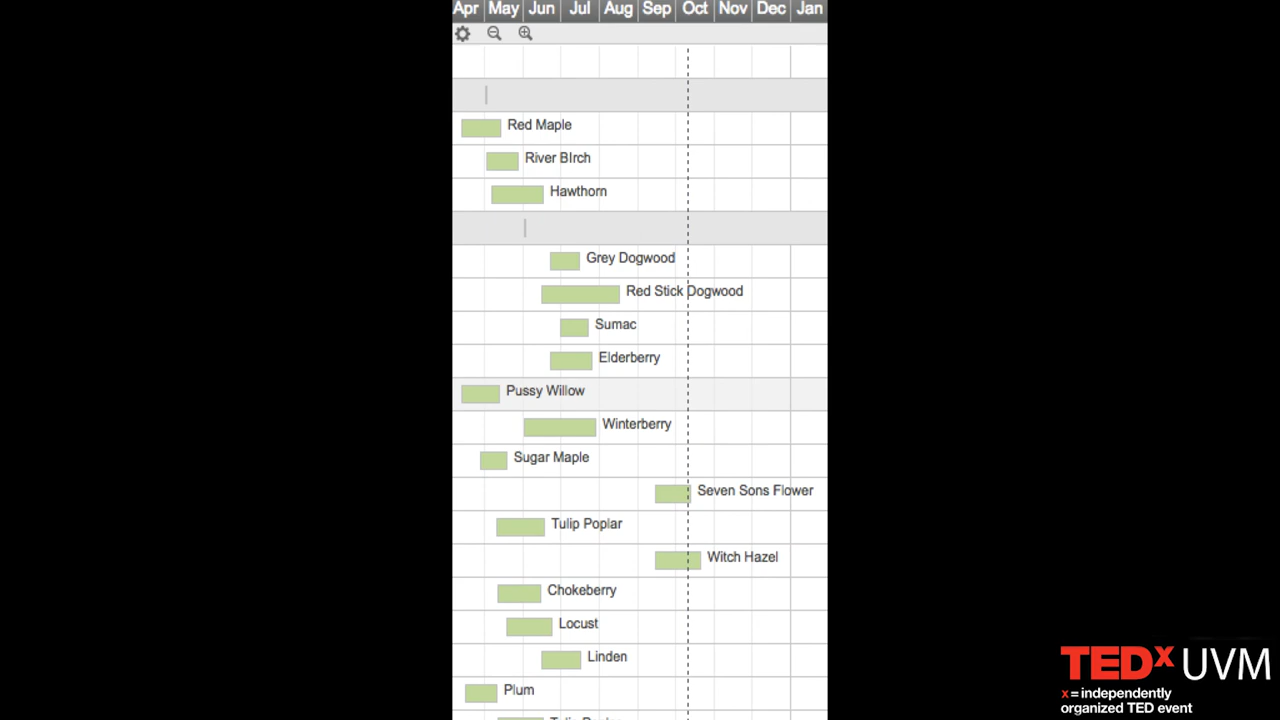 Apr May Jun Jul Aug Sep Oct Nov Dec Jan
Red Maple
River BIrch
Hawthorn
Grey Dogwood
Red Stick Dogwood
Sumac
Elderberry
Pussy Willow
Winterberry
Sugar Maple
Seven Sons Flower
Tulip Poplar
Witch Hazel
Chokeberry
Locust
Linden
Plum
TEDx UVM
x = independently
organized TED event